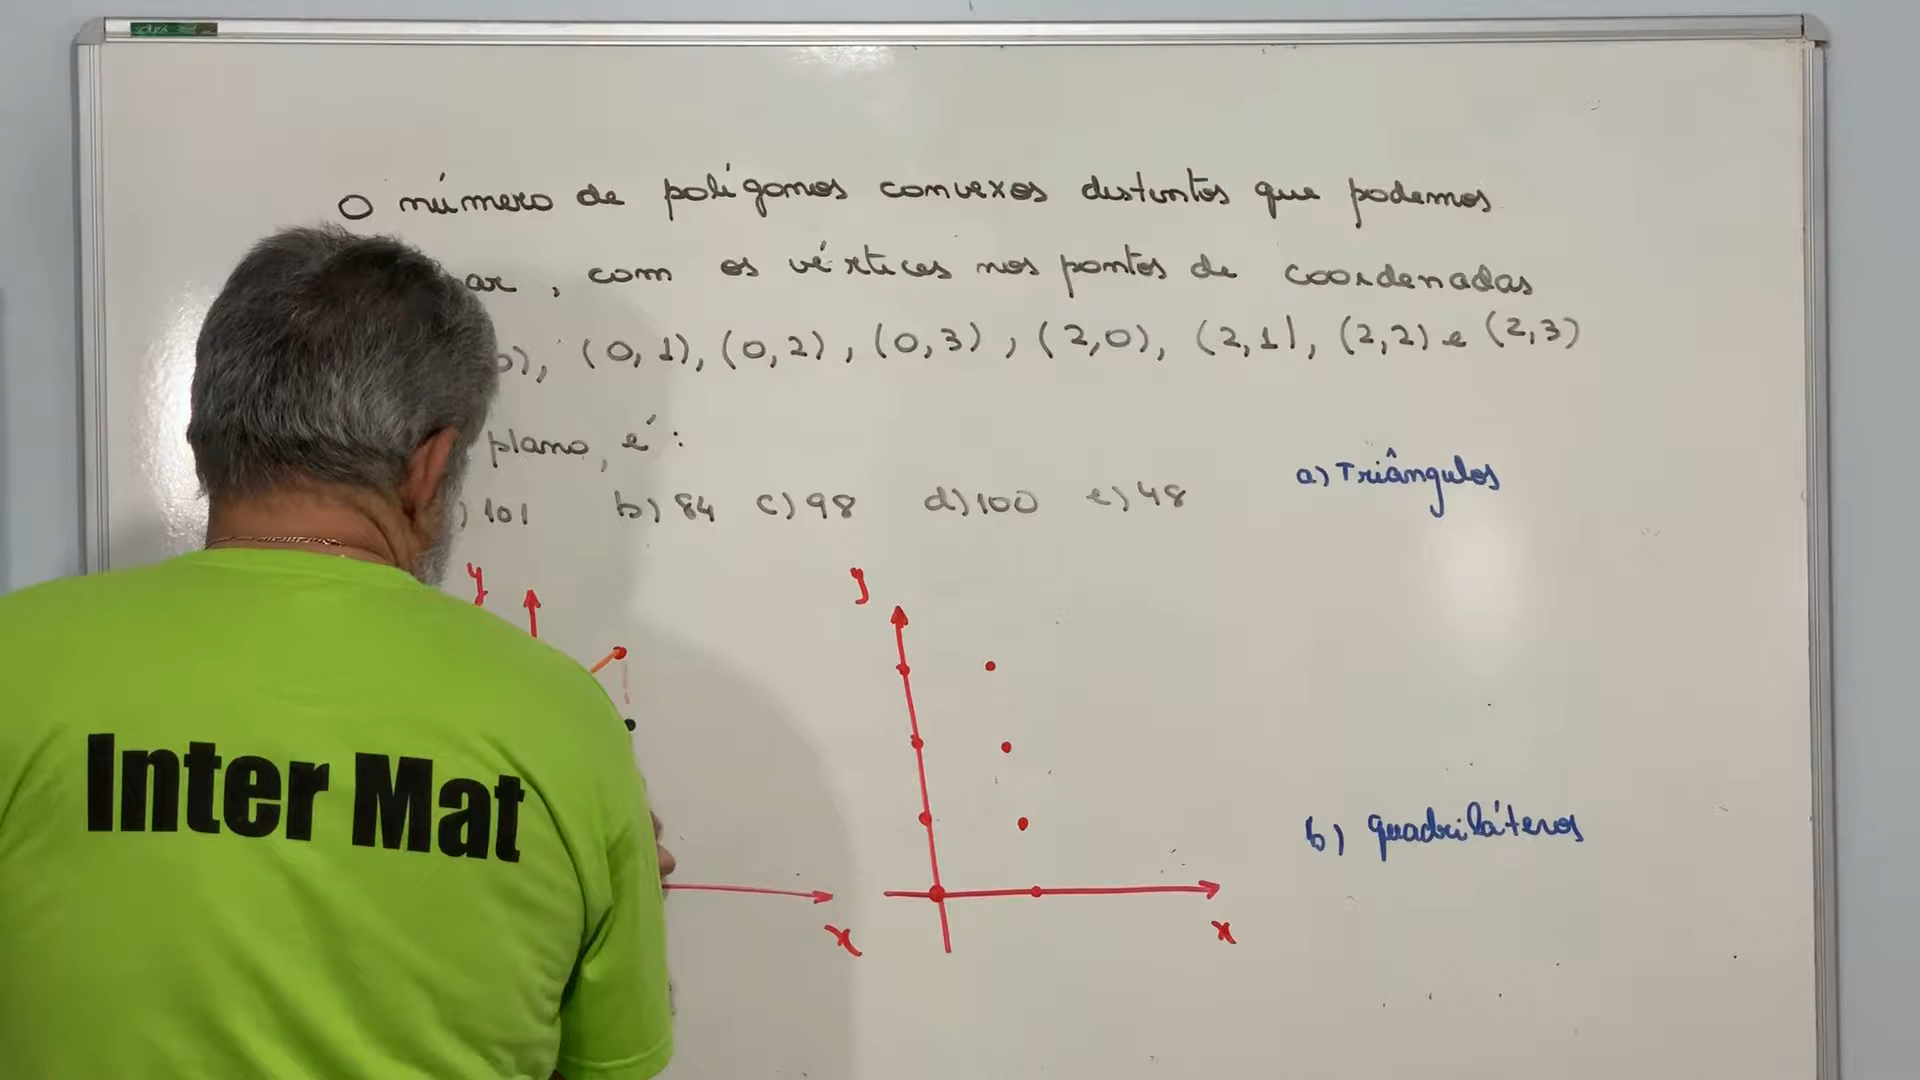 O número de polígonos convexos distintos que podemos
ar, com os vértices nos pontos de coordenadas
0), (0,1), (0,2), (0,3), (2,0), (2,1), (2,2) e (2,3)
plano, é:
) 101 b) 84 c) 98 d) 100 e) 48
a) Triângulos
y
y
Inter Mat
b) quadriláteros
x
x